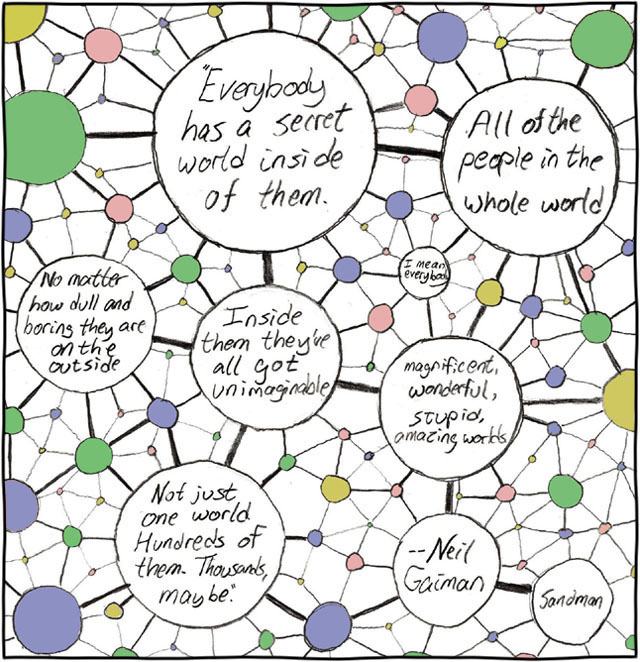 "Everybody
has a secret
world inside
of them.
All of the
people in the
whole world
I mean
everybody
No matter
how dull and
boring they are
on the
outside
Inside
them they've
all got
unimaginable
magnificent,
wonderful,
stupid,
amazing worlds
Not just
one world
Hundreds of
them. Thousands,
maybe."
--Neil
Gaiman
Sandman